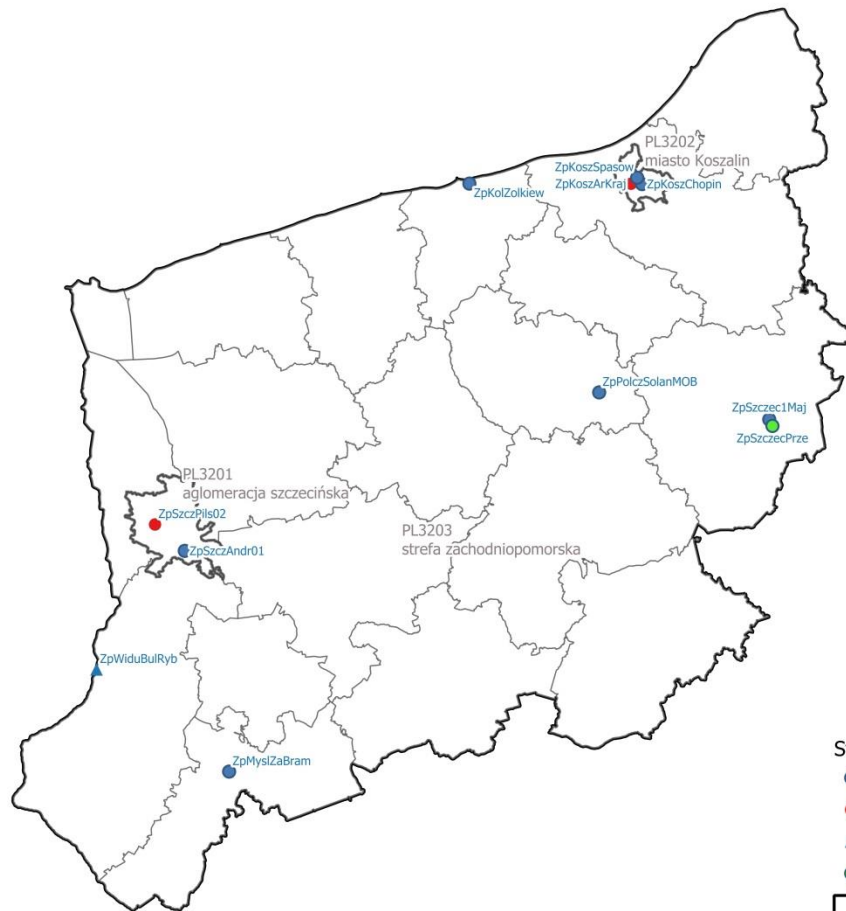 PL3202
miasto Koszalin
ZpKoszSpasow
ZpKolZolkiew
ZpKoszArKraj
ZpKoszChopin
ZpPolczSolanMOB
ZpSzczec1Maj
ZpSzczecPrze
PL3201
aglomeracja szczecińska
ZpSzczPils02
PL3203
strefa zachodniopomorska
ZpSzczAndr01
ZpWiduBulRyb
ZpMyslZaBram